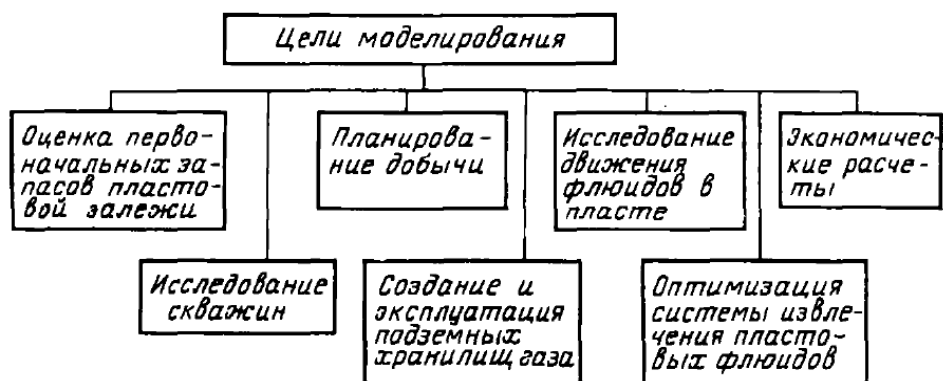 Цели моделирования
Оценка перво-
начальных за-
пасов пласто-
вой залежи
Планирова-
ние добычи
Исследование
движения
флюидов в
пласте
Экономичес-
кие расче-
ты
Исследование
скважин
Создание и
эксплуатация
подземных
хранилищ газа
Оптимизация
системы извле-
чения пласто-
вых флюидов